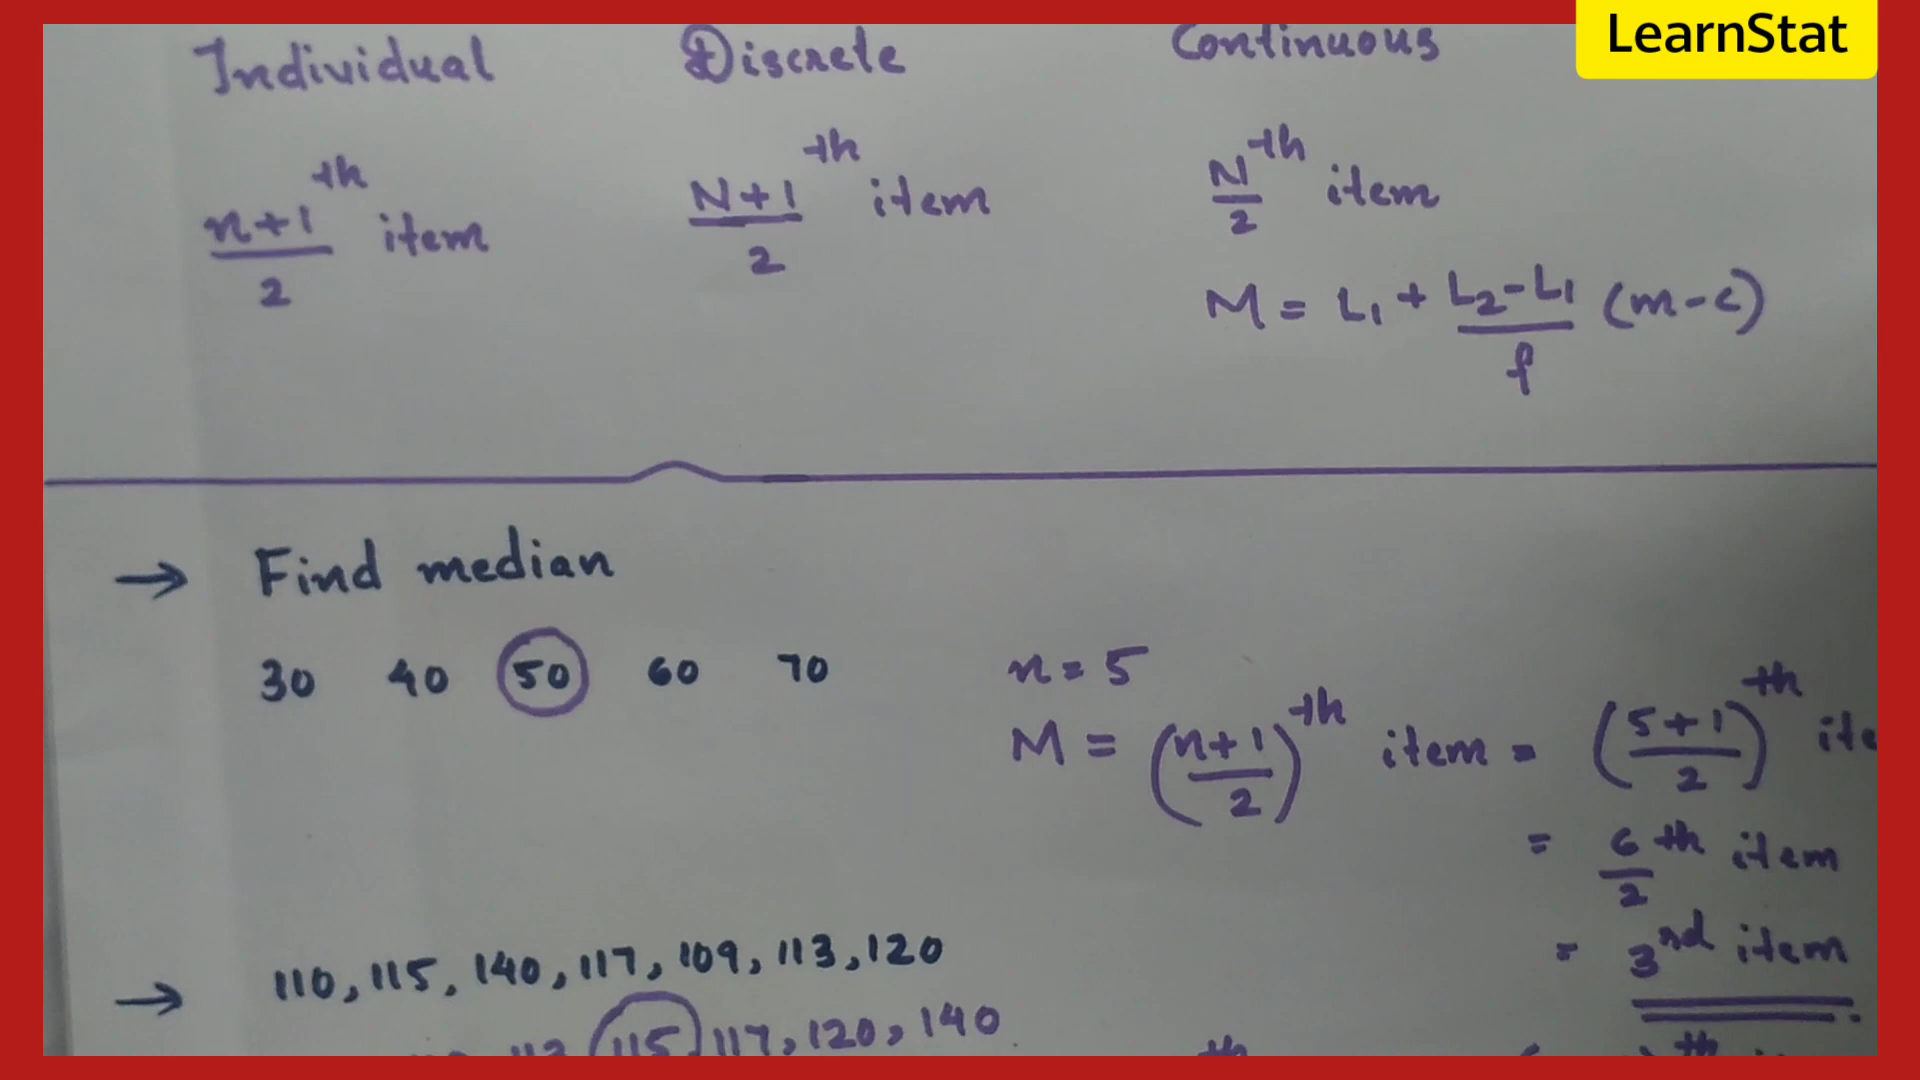 LearnStat
Individual Discrete Continuous
n+1/2 th item
N+1/2 th item
N/2 th item
M = L1 + L2-L1/f (m-c)
→ Find median
30 40 50 60 70
n = 5
M = (n+1/2)th item = (5+1/2)th
= 6/2 th item
= 3rd item
→ 110, 115, 140, 117, 109, 113, 120
115, 117, 120, 140